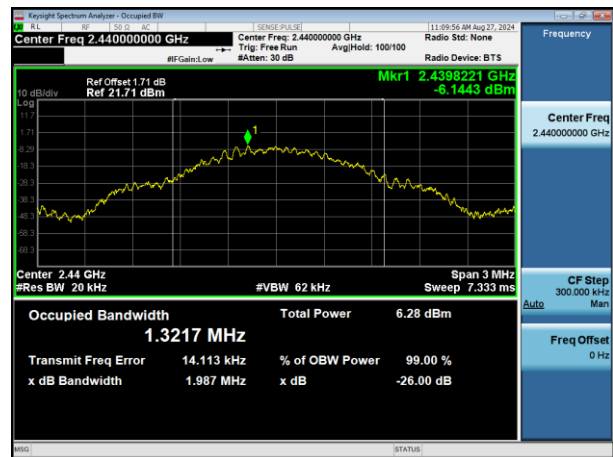 Keysight Spectrum Analyzer - Occupied BW
RL RF 50 Ω AC SENSE:PULSE 11:09:56 AM Aug 27, 2024
Center Freq 2.440000000 GHz Center Freq: 2.440000000 GHz Radio Std: None
Trig: Free Run Avg|Hold: 100/100
#IFGain:Low #Atten: 30 dB Radio Device: BTS
Frequency
Ref Offset 1.71 dB Mkr1 2.4398221 GHz
10 dB/div Ref 21.71 dBm -6.1443 dBm
Log
11.7
1.71
-8.29
-18.3
-28.3
-38.3
-48.3
-58.3
-68.3
1
Center Freq
2.440000000 GHz
Center 2.44 GHz Span 3 MHz
#Res BW 20 kHz #VBW 62 kHz Sweep 7.333 ms
CF Step
300.000 kHz
Auto Man
Occupied Bandwidth Total Power 6.28 dBm
1.3217 MHz
Freq Offset
0 Hz
Transmit Freq Error 14.113 kHz % of OBW Power 99.00 %
x dB Bandwidth 1.987 MHz x dB -26.00 dB
MSG STATUS